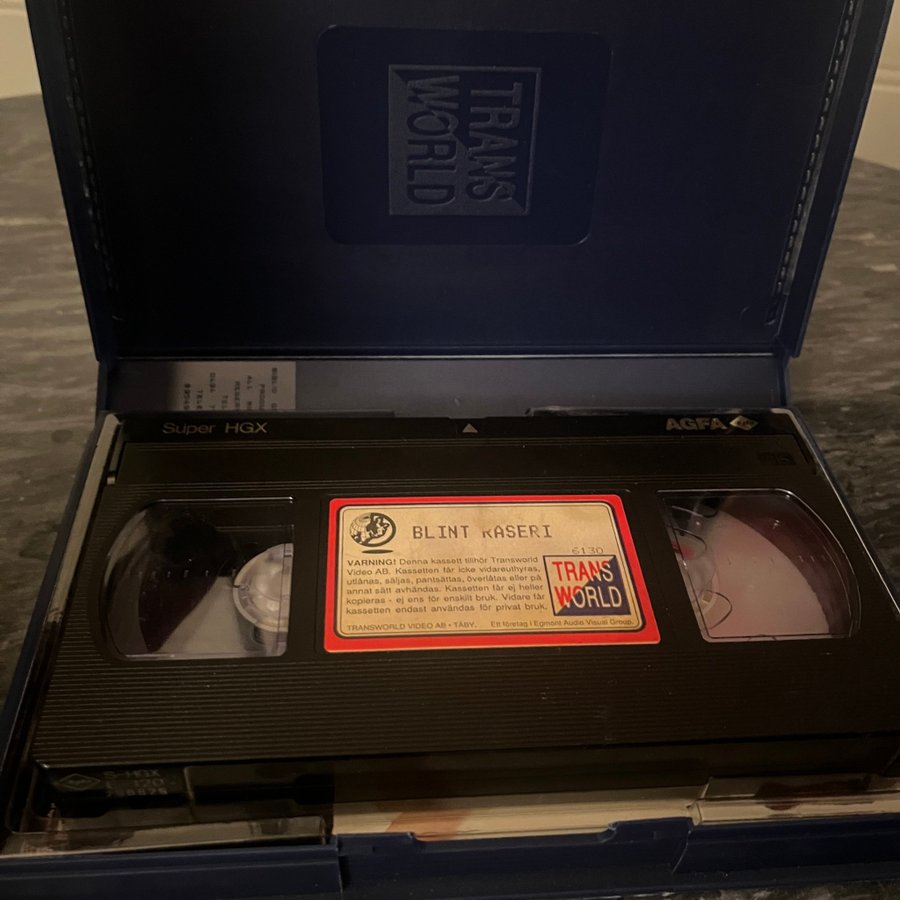 TRANS
WORLD
Super HGX
AGFA
BLINT RASERI
6130
VARNING! Denna kassett tillhör Transworld
Video AB. Kassetten får icke vidareuthyras,
utlånas, säljas, pantsättas, överlåtas eller på
annat sätt avhändas. Kassetten får ej heller
kopieras - ej ens för enskilt bruk. Vidare får
kassetten endast användas för privat bruk.
TRANS
WORLD
TRANSWORLD VIDEO AB • TÄBY.
Ett företag i Egmont Audio Visual Group.
S-HGX